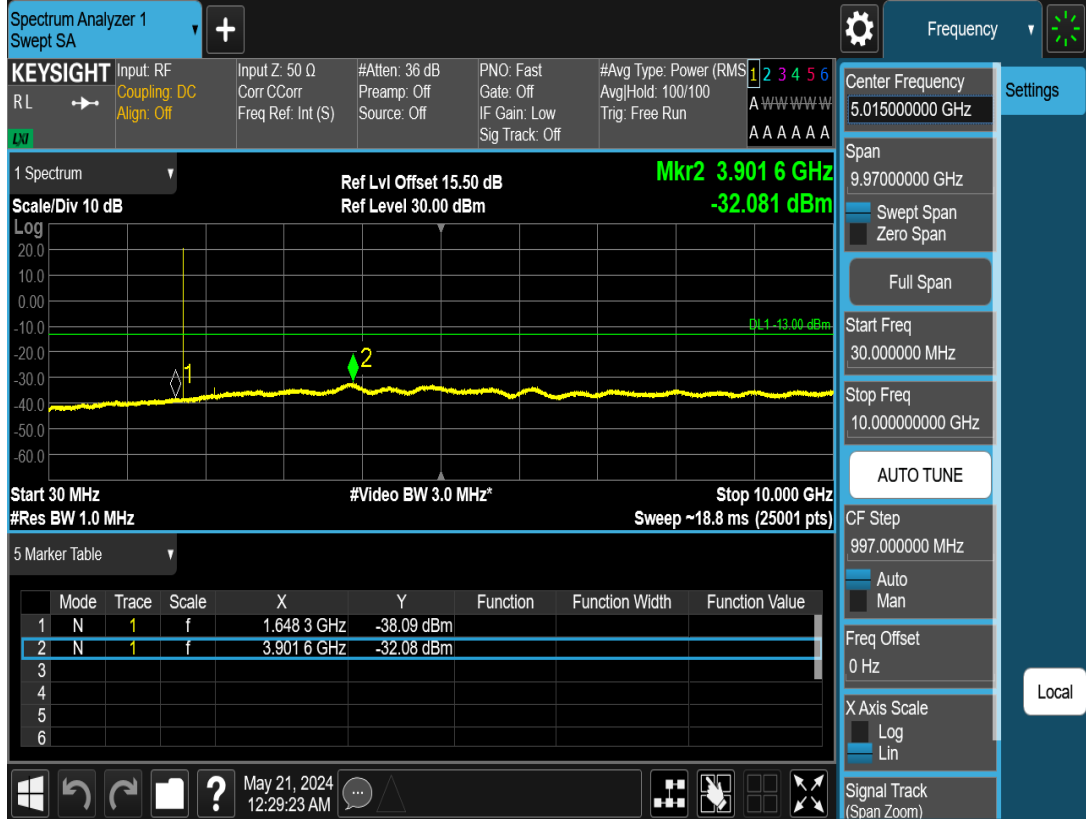 Spectrum Analyzer 1
Swept SA
+
Frequency
KEYSIGHT
RL
LXI
Input: RF
Coupling: DC
Align: Off
Input Z: 50 Ω
Corr CCorr
Freq Ref: Int (S)
#Atten: 36 dB
Preamp: Off
Source: Off
PNO: Fast
Gate: Off
IF Gain: Low
Sig Track: Off
#Avg Type: Power (RMS
Avg|Hold: 100/100
Trig: Free Run
1 2 3 4 5 6
A W W W W W
A A A A A A
1 Spectrum
Scale/Div 10 dB
Ref Lvl Offset 15.50 dB
Ref Level 30.00 dBm
Mkr2 3.901 6 GHz
-32.081 dBm
Log
20.0
10.0
0.00
-10.0
-20.0
-30.0
-40.0
-50.0
-60.0
DL1 -13.00 dBm
1
2
Start 30 MHz
#Res BW 1.0 MHz
#Video BW 3.0 MHz*
Stop 10.000 GHz
Sweep ~18.8 ms (25001 pts)
5 Marker Table
Mode Trace Scale X Y Function Function Width Function Value
1 N 1 f 1.648 3 GHz -38.09 dBm
2 N 1 f 3.901 6 GHz -32.08 dBm
3
4
5
6
?
May 21, 2024
12:29:23 AM
Center Frequency
5.015000000 GHz
Span
9.97000000 GHz
Swept Span
Zero Span
Full Span
Start Freq
30.000000 MHz
Stop Freq
10.000000000 GHz
AUTO TUNE
CF Step
997.000000 MHz
Auto
Man
Freq Offset
0 Hz
X Axis Scale
Log
Lin
Signal Track
(Span Zoom)
Settings
Local